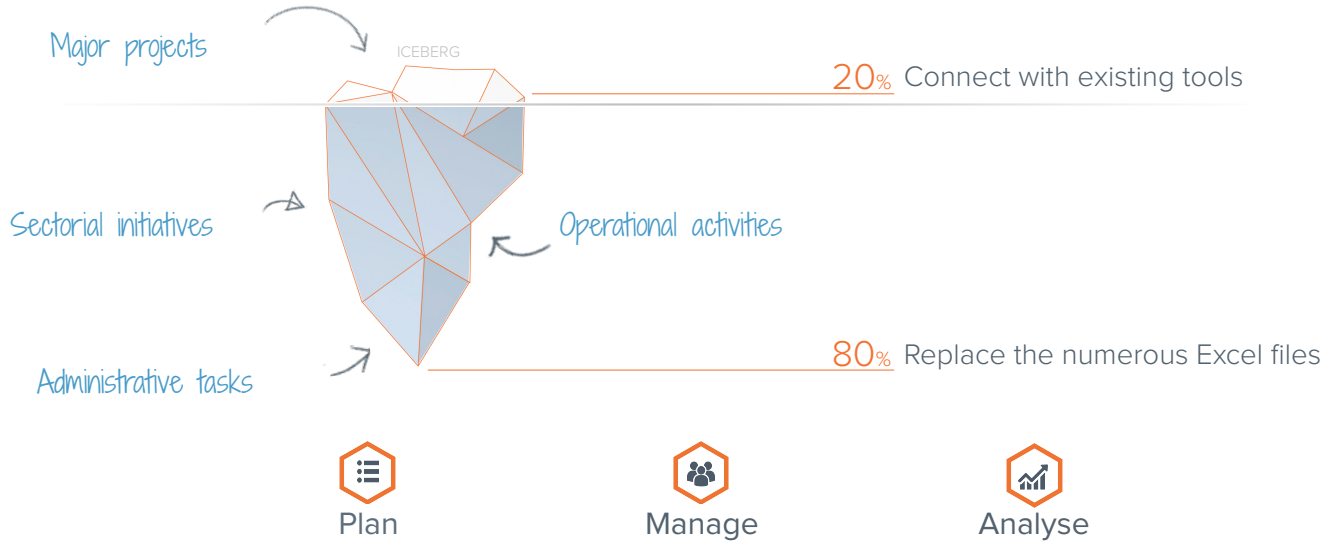 Major projects
ICEBERG
20% Connect with existing tools
Sectorial initiatives
Operational activities
80% Replace the numerous Excel files
Administrative tasks
Plan
Manage
Analyse